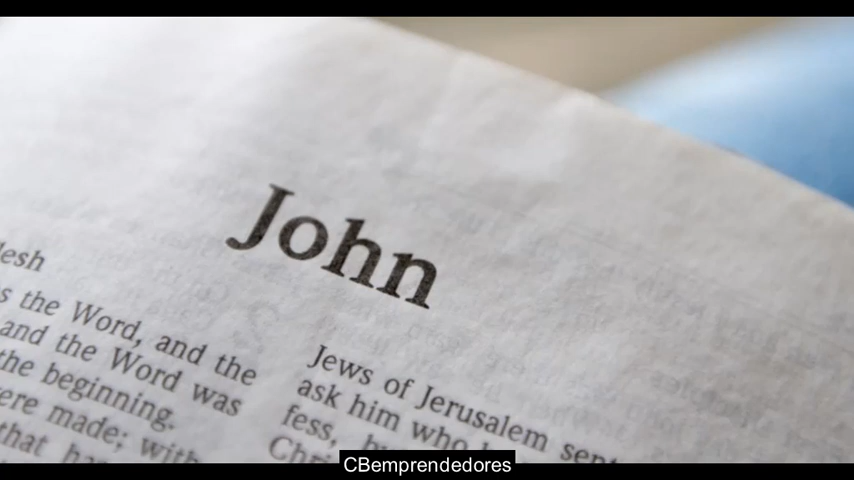 John
s the Word, and the
and the Word was
the beginning.
ere made; with
that
Jews of Jerusalem sent
ask him who
fess,
CBemprendedores